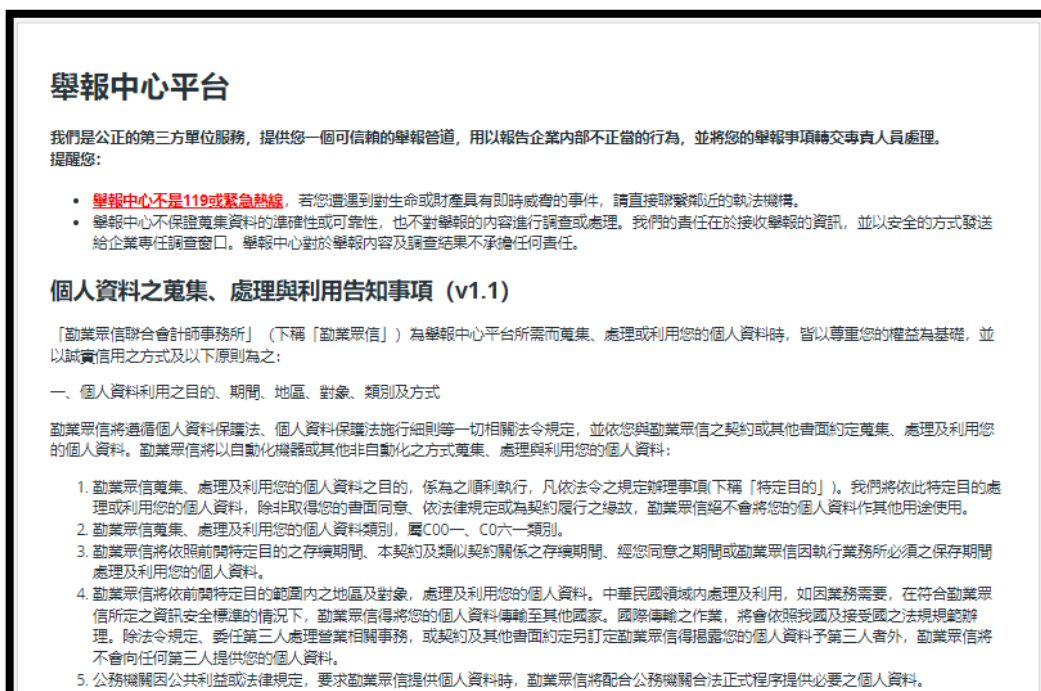 舉報中心平台
我們是公正的第三方單位服務，提供您一個可信賴的舉報管道，用以報告企業內部不正當的行為，並將您的舉報事項轉交專責人員處理。
提醒您：
• 舉報中心不是119或緊急熱線，若您遭遇到對生命或財產具有即時威脅的事件，請直接聯繫鄰近的執法機構。
• 舉報中心不保證蒐集資料的準確性或可靠性，也不對舉報的內容進行調查或處理。我們的責任在於接收舉報的資訊，並以安全的方式發送
給企業專任調查窗口。舉報中心對於舉報內容及調查結果不承擔任何責任。
個人資料之蒐集、處理與利用告知事項（v1.1）
「勤業眾信聯合會計師事務所」（下稱「勤業眾信」）為舉報中心平台所需而蒐集、處理或利用您的個人資料時，皆以尊重您的權益為基礎，並
以誠實信用之方式及以下原則為之：
一、個人資料利用之目的、期間、地區、對象、類別及方式
勤業眾信將遵循個人資料保護法、個人資料保護法施行細則等一切相關法令規定，並依您與勤業眾信之契約或其他書面約定蒐集、處理及利用您
的個人資料。勤業眾信將以自動化機器或其他非自動化之方式蒐集、處理與利用您的個人資料：
1. 勤業眾信蒐集、處理及利用您的個人資料之目的，係為之順利執行，凡依法令之規定辦理事項(下稱「特定目的」)。我們將依此特定目的處
理或利用您的個人資料，除非取得您的書面同意、依法律規定或為契約履行之緣故，勤業眾信絕不會將您的個人資料作其他用途使用。
2. 勤業眾信蒐集、處理及利用您的個人資料類別，屬C00一、C0六一類別。
3. 勤業眾信將依照前開特定目的之存續期間、本契約及類似契約關係之存續期間、經您同意之期間或勤業眾信因執行業務所必須之保存期間
處理及利用您的個人資料。
4. 勤業眾信將依前開特定目的範圍內之地區及對象，處理及利用您的個人資料。中華民國領域內處理及利用，如因業務需要，在符合勤業眾
信所定之資訊安全標準的情況下，勤業眾信得將您的個人資料傳輸至其他國家。國際傳輸之作業，將會依照我國及接受國之法規規範辦
理。除法令規定、委任第三人處理營業相關事務，或契約及其他書面約定另訂定勤業眾信得揭露您的個人資料予第三人者外，勤業眾信將
不會向任何第三人提供您的個人資料。
5. 公務機關因公共利益或法律規定，要求勤業眾信提供個人資料時，勤業眾信將配合公務機關合法正式程序提供必要之個人資料。